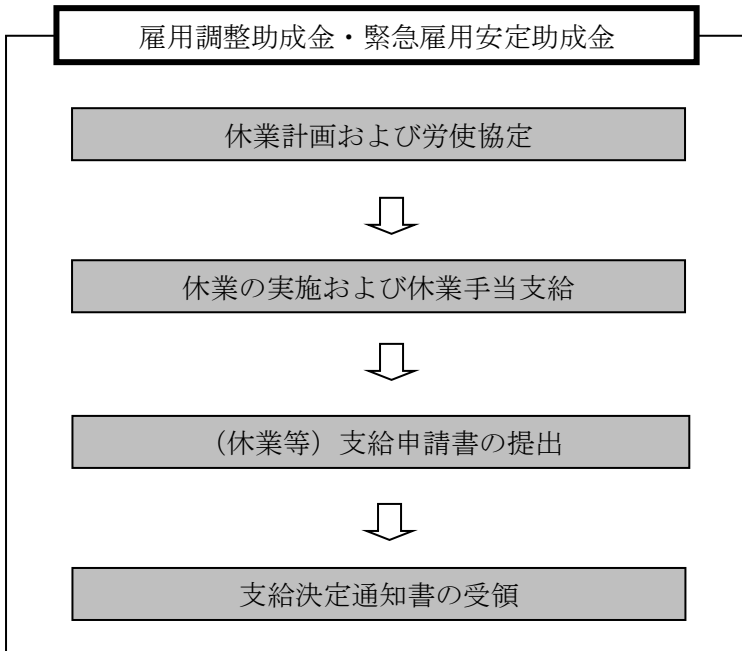 雇用調整助成金・緊急雇用安定助成金
休業計画および労使協定
休業の実施および休業手当支給
（休業等）支給申請書の提出
支給決定通知書の受領